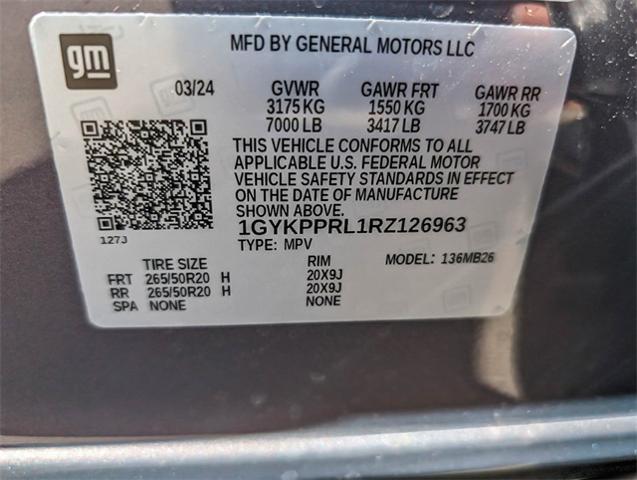 gm
MFD BY GENERAL MOTORS LLC
03/24 GVWR GAWR FRT GAWR RR
3175 KG 1550 KG 1700 KG
7000 LB 3417 LB 3747 LB
THIS VEHICLE CONFORMS TO ALL
APPLICABLE U.S. FEDERAL MOTOR
VEHICLE SAFETY STANDARDS IN EFFECT
ON THE DATE OF MANUFACTURE
SHOWN ABOVE.
1GYKPPRL1RZ126963
127J
TYPE: MPV MODEL: 136MB26
TIRE SIZE RIM
FRT 265/50R20 H 20X9J
RR 265/50R20 H 20X9J
SPA NONE NONE